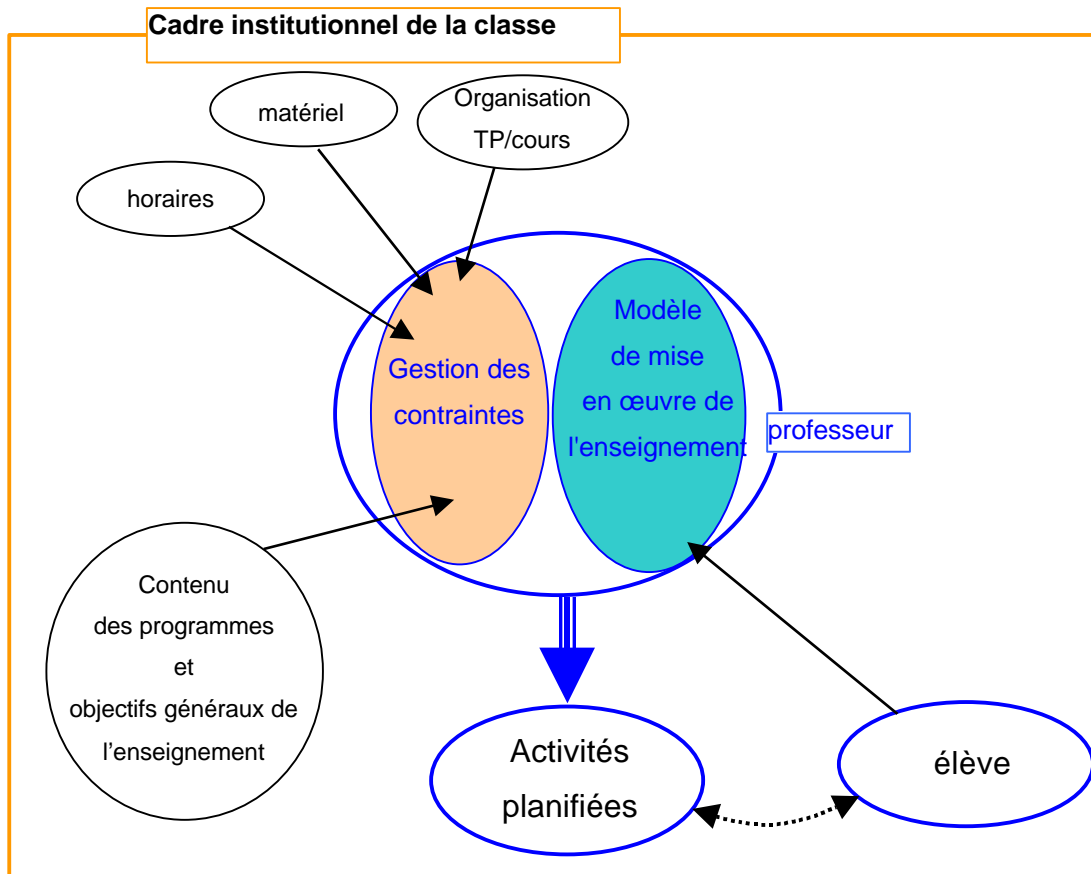 Cadre institutionnel de la classe
matériel
Organisation
TP/cours
horaires
Gestion des
contraintes
Modèle
de mise
en œuvre de
l'enseignement
professeur
Contenu
des programmes
et
objectifs généraux de
l’enseignement
Activités
planifiées
élève